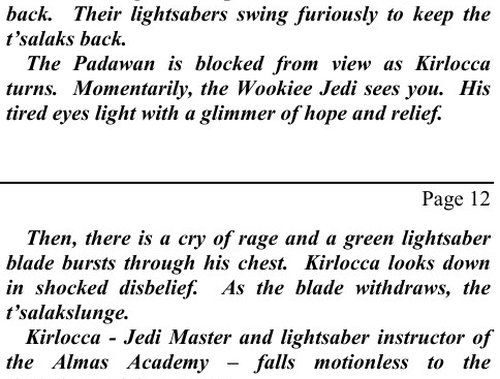 back. Their lightsabers swing furiously to keep the
t'salaks back.
The Padawan is blocked from view as Kirlocca
turns. Momentarily, the Wookiee Jedi sees you. His
tired eyes light with a glimmer of hope and relief.
Page 12
Then, there is a cry of rage and a green lightsaber
blade bursts through his chest. Kirlocca looks down
in shocked disbelief. As the blade withdraws, the
t'salakslunge.
Kirlocca - Jedi Master and lightsaber instructor of
the Almas Academy – falls motionless to the